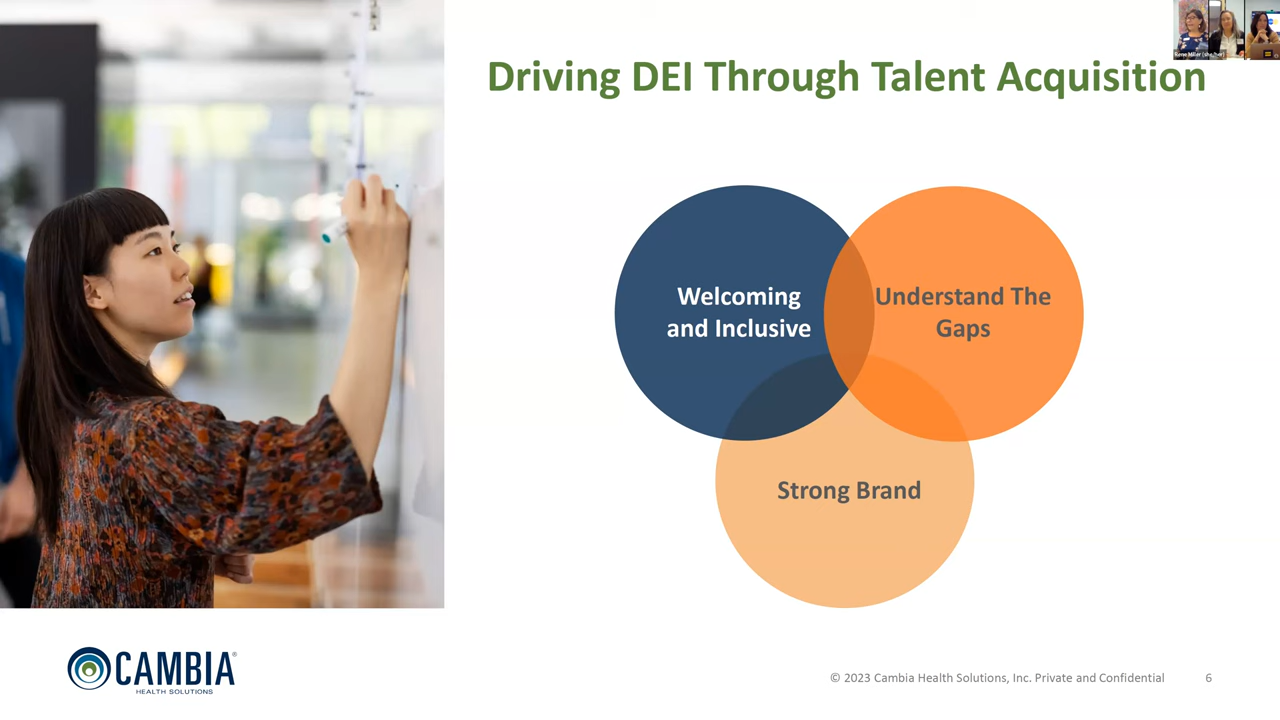 Driving DEI Through Talent Acquisition
Welcoming
and Inclusive
Understand The
Gaps
Strong Brand
CAMBIA®
HEALTH SOLUTIONS
© 2023 Cambia Health Solutions, Inc. Private and Confidential
6